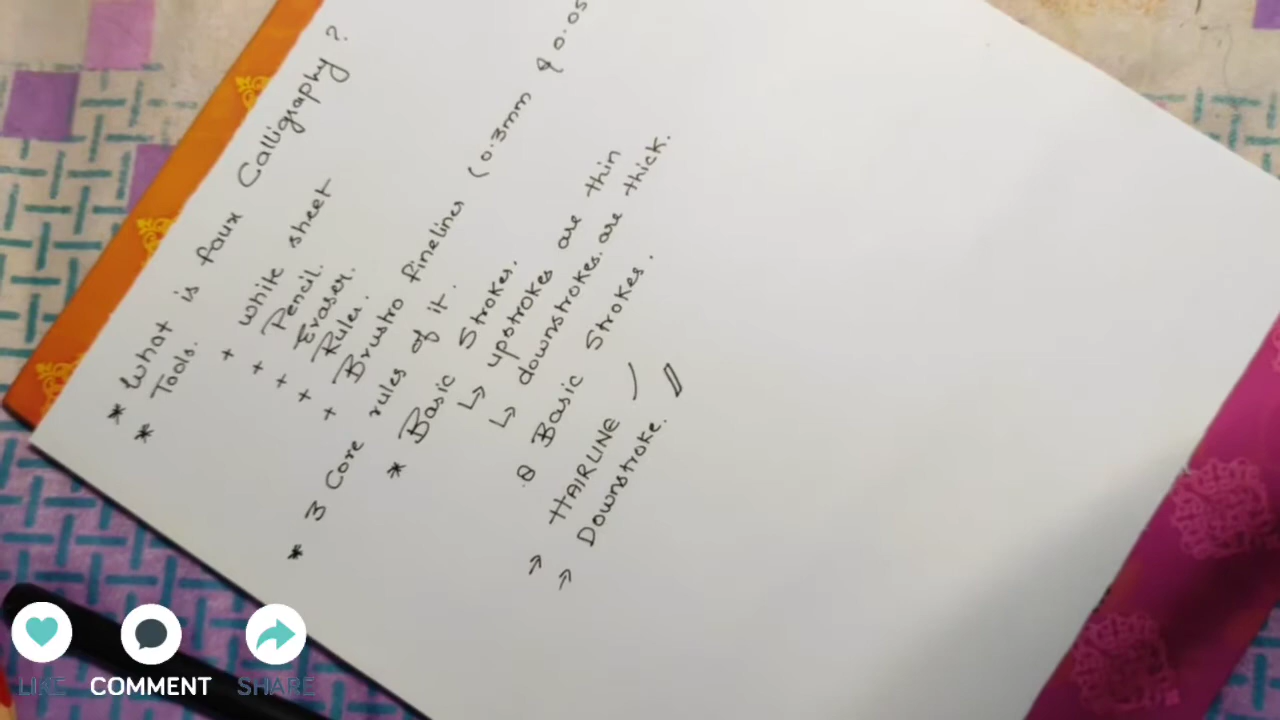 * What is faux Calligraphy?
* Tools.
+ white sheet
+ Pencil.
+ Eraser.
+ Ruler.
+ Brustro fineliner (0.3mm & 0.05
* 3 Core rules of it.
* Basic Strokes.
↳ upstrokes are thin
↳ downstrokes are thick.
8 Basic Strokes.
→ HAIRLINE /
→ Downstroke.
LIKE
COMMENT
SHARE